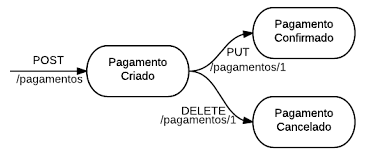 POST
/pagamentos
Pagamento
Criado
PUT
/pagamentos/1
Pagamento
Confirmado
DELETE
/pagamentos/1
Pagamento
Cancelado